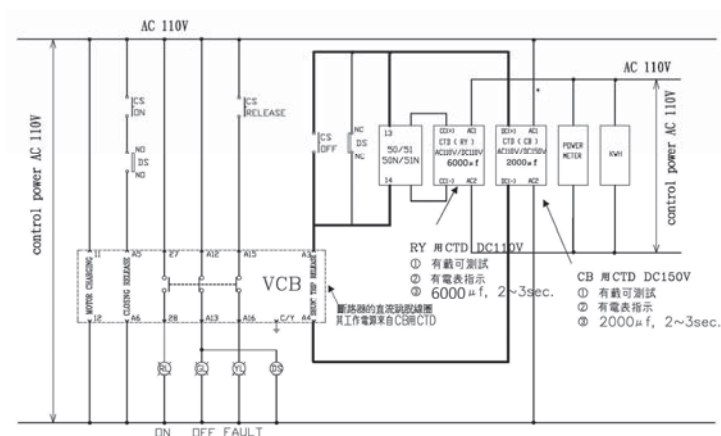 AC 110V
control power AC 110V
CS
ON
NO
DS
NO
CS
RELEASE
CS
OFF
NC
DS
NC
13
50/51
50N/51N
14
CC(+) AC1
CTD ( RY )
AC110V/DC110V
6000μf
CC(-) AC2
DC(+) AC1
CTD ( CB )
AC110V/DC150V
2000μf
DC(-) AC2
POWER
METER
KWH
AC 110V
control power AC 110V
11 A5 27 A12 A15 A3
MOTOR CHARGING
CLOSING RELEASE
VCB
SHUNT TRIP RELEASE
12 A6 28 A13 A16 C/Y A4
斷路器的直流跳脫線圈
其工作電源來自CB用CTD
RY 用CTD DC110V
① 有載可測試
② 有電表指示
③ 6000μf, 2~3sec.
CB 用CTD DC150V
① 有載可測試
② 有電表指示
③ 2000μf, 2~3sec.
RL GL YL DS
ON OFF FAULT